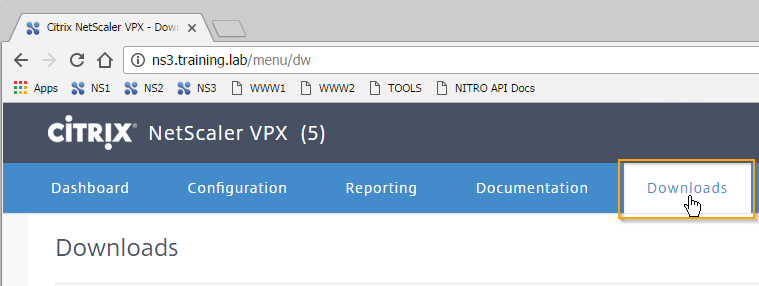 Citrix NetScaler VPX - Dow
ns3.training.lab/menu/dw
Apps NS1 NS2 NS3 WWW1 WWW2 TOOLS NITRO API Docs
CITRIX NetScaler VPX (5)
Dashboard Configuration Reporting Documentation Downloads
Downloads